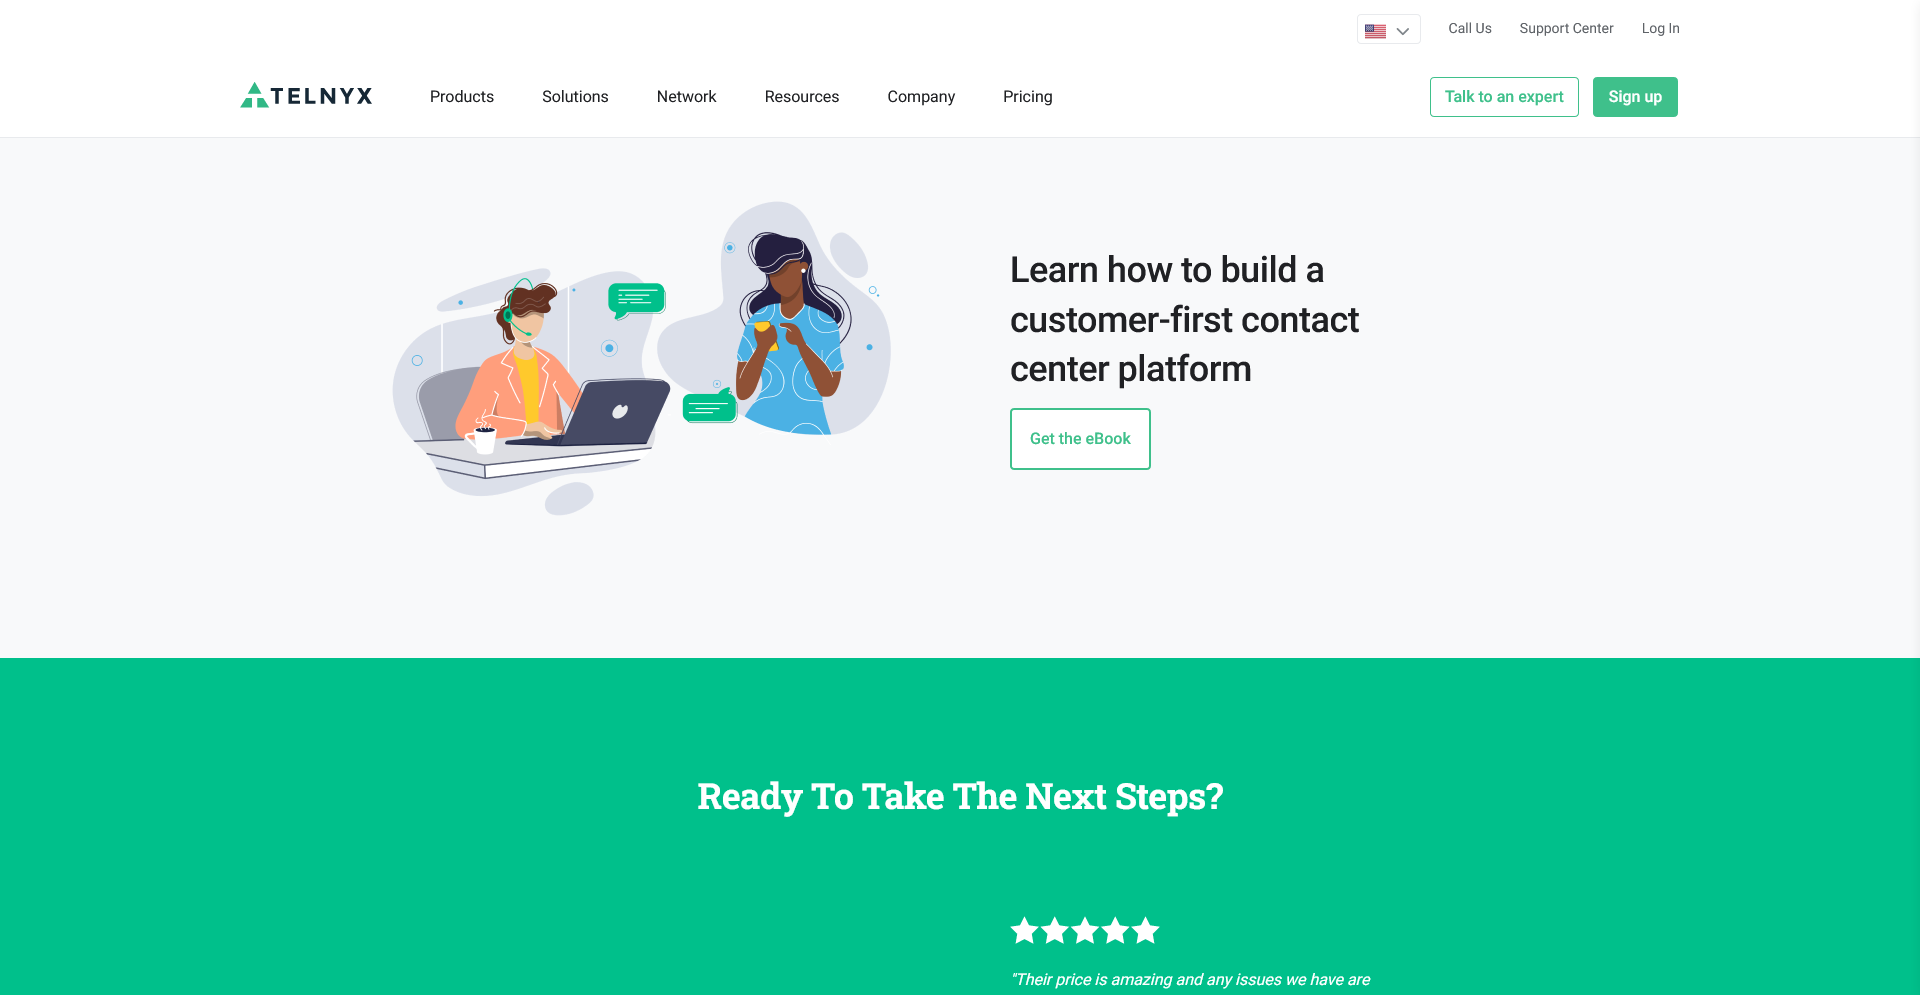 Call Us
Support Center
Log In
TELNYX
Products
Solutions
Network
Resources
Company
Pricing
Talk to an expert
Sign up
Learn how to build a
customer-first contact
center platform
Get the eBook
Ready To Take The Next Steps?
"Their price is amazing and any issues we have are